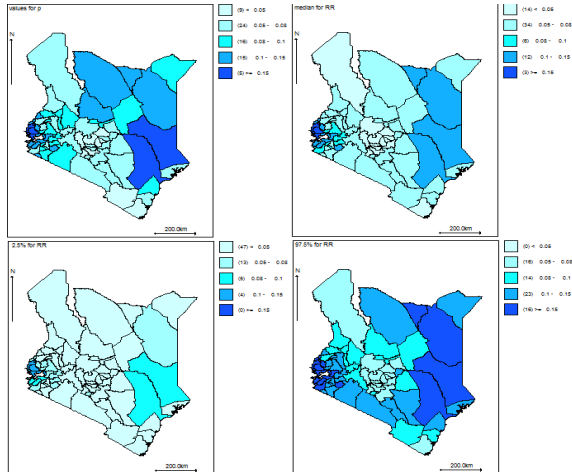 values for p
(9) < 0.05
(24) 0.05 - 0.08
(16) 0.08 - 0.1
(15) 0.1 - 0.15
(5) >= 0.15
N
200.0km
median for RR
(14) < 0.05
(34) 0.05 - 0.08
(6) 0.08 - 0.1
(12) 0.1 - 0.15
(3) >= 0.15
N
200.0km
2.5% for RR
(47) < 0.05
(13) 0.05 - 0.08
(5) 0.08 - 0.1
(4) 0.1 - 0.15
(0) >= 0.15
N
200.0km
97.5% for RR
(0) < 0.05
(16) 0.05 - 0.08
(14) 0.08 - 0.1
(23) 0.1 - 0.15
(16) >= 0.15
N
200.0km